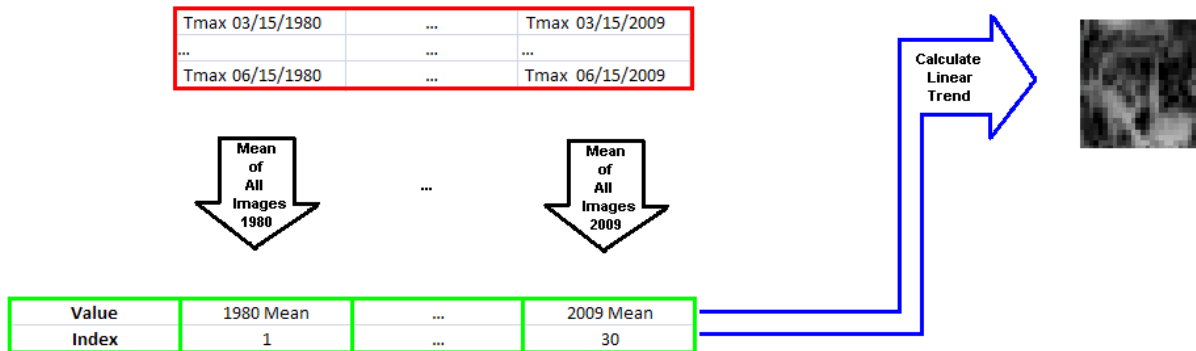 Tmax 03/15/1980 ... Tmax 03/15/2009
... ... ...
Tmax 06/15/1980 ... Tmax 06/15/2009
Calculate
Linear
Trend
Mean
of
All
Images
1980
...
Mean
of
All
Images
2009
Value 1980 Mean ... 2009 Mean
Index 1 ... 30